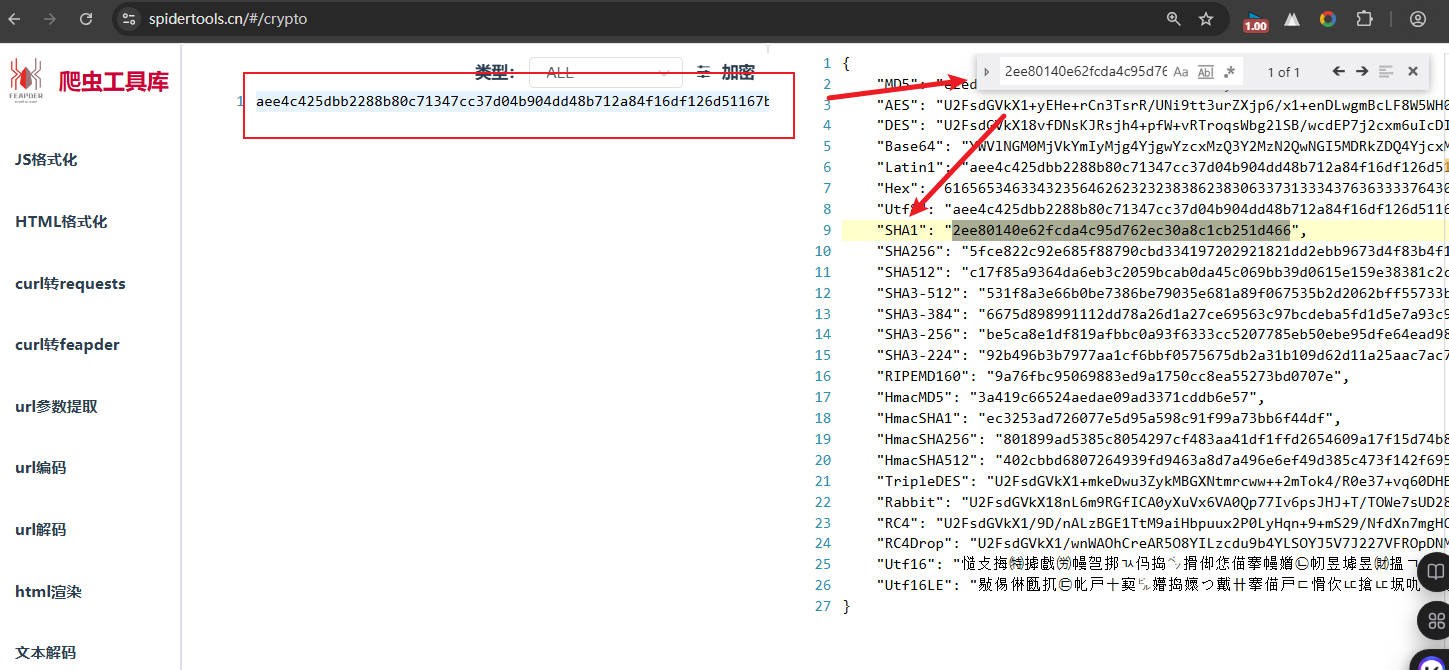 spidertools.cn/#/crypto
1.00
FEAPDER
爬虫工具库
JS格式化
HTML格式化
curl转requests
curl转feapder
url参数提取
url编码
url解码
html渲染
文本解码
类型:
ALL
加密
1
aee4c425dbb2288b80c71347cc37d04b904dd48b712a84f16df126d51167b
2ee80140e62fcda4c95d76
Aa
Abl
1 of 1
1 {
2 "MD5":
3 "AES": "U2FsdGVkX1+yEHe+rCn3TsrR/UNi9tt3urZXjp6/x1+enDLwgmBcLF8W5WH0
4 "DES": "U2FsdGVkX18vfDNsKJRsjh4+pfW+vRTroqsWbg2lSB/wcdEP7j2cxm6uIcDI
5 "Base64": "YWVlNGM0MjVkYmIyMjg4YjgwYzcxMzQ3Y2MzN2QwNGI5MDRkZDQ4YjcxM
6 "Latin1": "aee4c425dbb2288b80c71347cc37d04b904dd48b712a84f16df126d51
7 "Hex": "616565346334323564626232323838623830633731333437636333376430
8 "Utf8": "aee4c425dbb2288b80c71347cc37d04b904dd48b712a84f16df126d5116
9 "SHA1": "2ee80140e62fcda4c95d762ec30a8c1cb251d466",
10 "SHA256": "5fce822c92e685f88790cbd334197202921821dd2ebb9673d4f83b4f1
11 "SHA512": "c17f85a9364da6eb3c2059bcab0da45c069bb39d0615e159e38381c2c
12 "SHA3-512": "531f8a3e66b0be7386be79035e681a89f067535b2d2062bff55733b
13 "SHA3-384": "6675d898991112dd78a26d1a27ce69563c97bcdeba5fd1d5e7a93c9
14 "SHA3-256": "be5ca8e1df819afbbc0a93f6333cc5207785eb50ebe95dfe64ead98
15 "SHA3-224": "92b496b3b7977aa1cf6bbf0575675db2a31b109d62d11a25aac7ac7
16 "RIPEMD160": "9a76fbc95069883ed9a1750cc8ea55273bd0707e",
17 "HmacMD5": "3a419c66524aedae09ad3371cddb6e57",
18 "HmacSHA1": "ec3253ad726077e5d95a598c91f99a73bb6f44df",
19 "HmacSHA256": "801899ad5385c8054297cf483aa41df1ffd2654609a17f15d74b8
20 "HmacSHA512": "402cbbd6807264939fd9463a8d7a496e6ef49d385c473f142f695
21 "TripleDES": "U2FsdGVkX1+mkeDwu3ZykMBGXNtmrcww++2mTok4/R0e37+vq60DHE
22 "Rabbit": "U2FsdGVkX18nL6m9RGfICA0yXuVx6VA0Qp77Iv6psJHJ+T/TOWe7sUD28
23 "RC4": "U2FsdGVkX1/9D/nALzBGE1TtM9aiHbpuux2P0LyHqn+9+mS29/NfdXn7mgHC
24 "RC4Drop": "U2FsdGVkX1/wnWAOhCreAR5O8YILzcdu9b4YLSOYJ5V7J227VFROpDNM
25 "Utf16":
26 "Utf16LE":
27 }